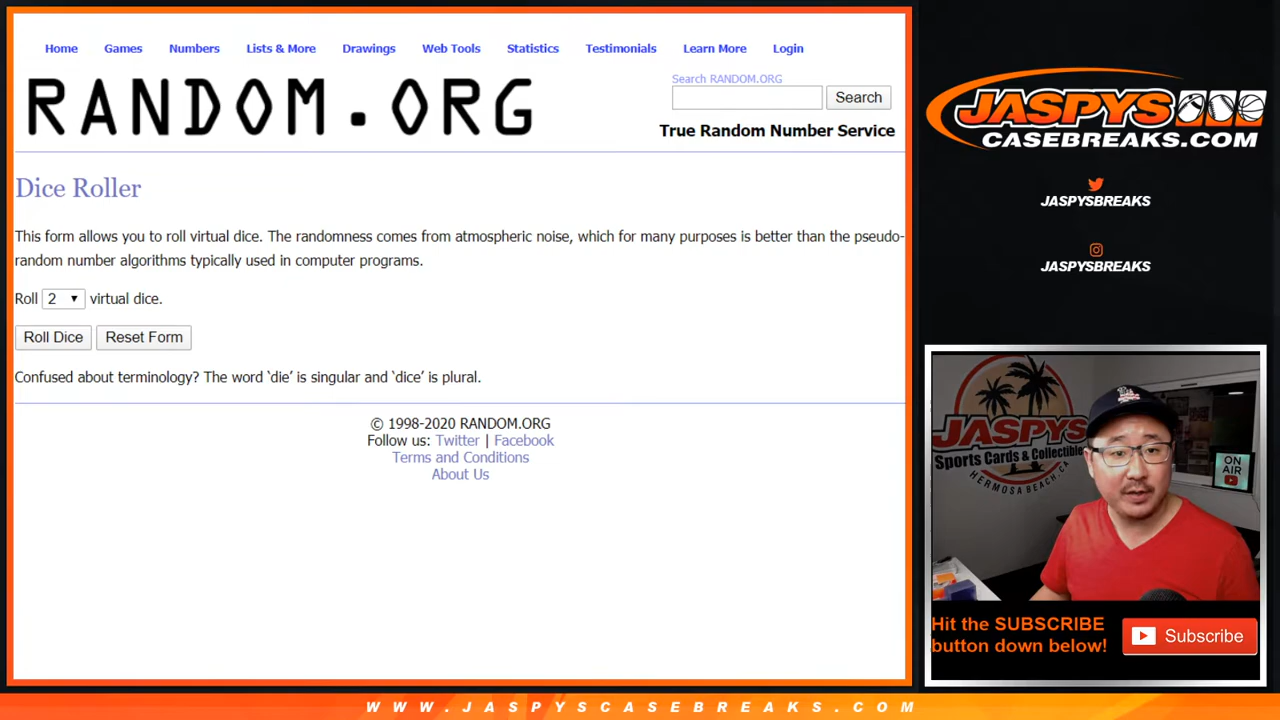 Home Games Numbers Lists & More Drawings Web Tools Statistics Testimonials Learn More Login
RANDOM.ORG
Search RANDOM.ORG
Search
True Random Number Service
Dice Roller
This form allows you to roll virtual dice. The randomness comes from atmospheric noise, which for many purposes is better than the pseudo-
random number algorithms typically used in computer programs.
Roll 2 virtual dice.
Roll Dice Reset Form
Confused about terminology? The word ‘die’ is singular and ‘dice’ is plural.
© 1998-2020 RANDOM.ORG
Follow us: Twitter | Facebook
Terms and Conditions
About Us
JASPYS
CASEBREAKS.COM
JASPYSBREAKS
JASPYSBREAKS
JASPYS
Sports Cards & Collectibles
HERMOSA BEACH, CA
ON
AIR
Hit the SUBSCRIBE
button down below!
Subscribe
WWW.JASPYSCASEBREAKS.COM